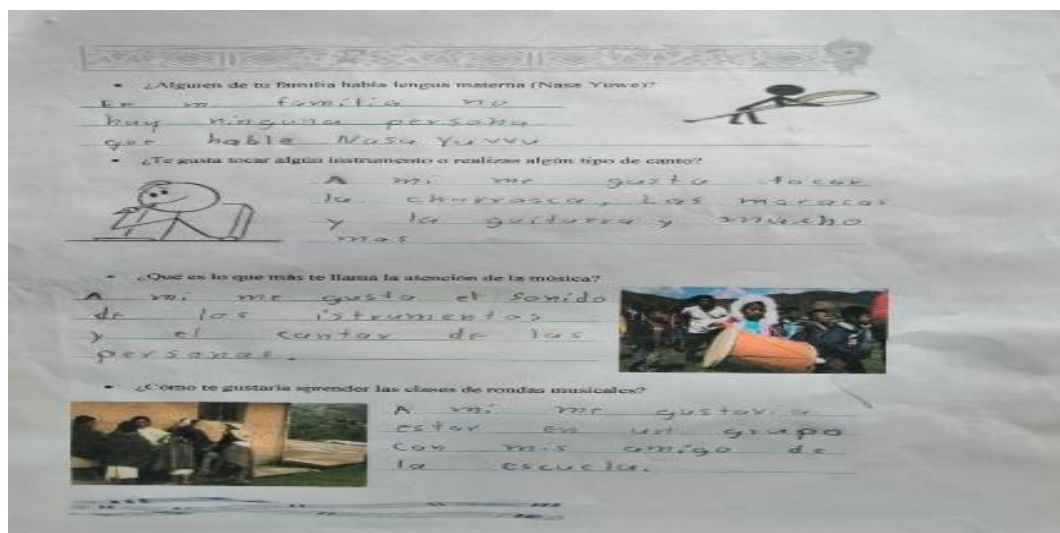 ¿Alguien de tu familia había lengua materna (Nasa Yuwe)?
En mi familia no
hay ninguna persona
que hable Nasa Yuwu
¿Te gusta tocar algún instrumento o realizas algún tipo de canto?
A mi me gusta tocar
la churrasca, Las maracas
y la guitarra y mucho
mas
¿Qué es lo que más te llama la atención de la música?
A mi me gusta el sonido
de los istrumentos
y el cantar de las
personas.
¿Como te gustaría aprender las clases de rondas musicales?
A mi me gustaria
estar en un grupo
con mis amigo de
la escuela.